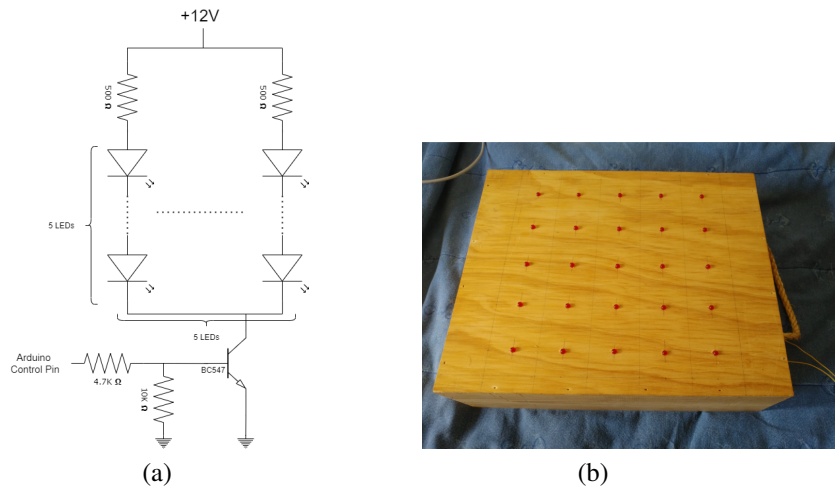 +12V
500 Ω
500 Ω
5 LEDs
5 LEDs
Arduino
Control Pin
4.7K Ω
10K Ω
BC547
(a)
(b)